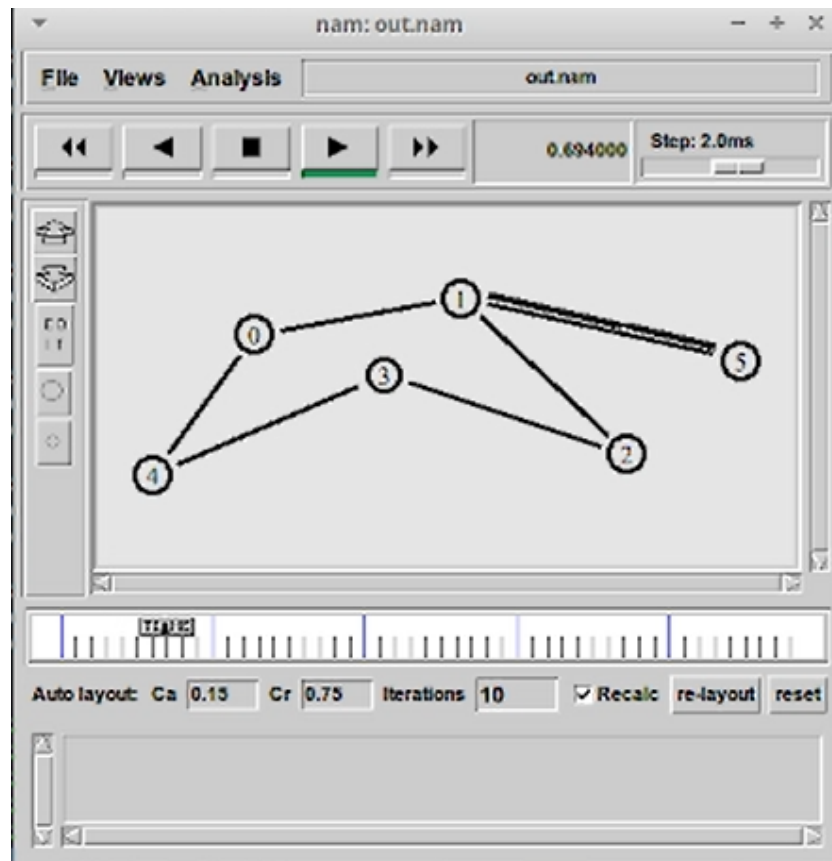 nam: out.nam
File Views Analysis out.nam
0.694000 Step: 2.0ms
1
0
3
5
2
4
TIME
Auto layout: Ca 0.15 Cr 0.75 Iterations 10 Recalc re-layout reset